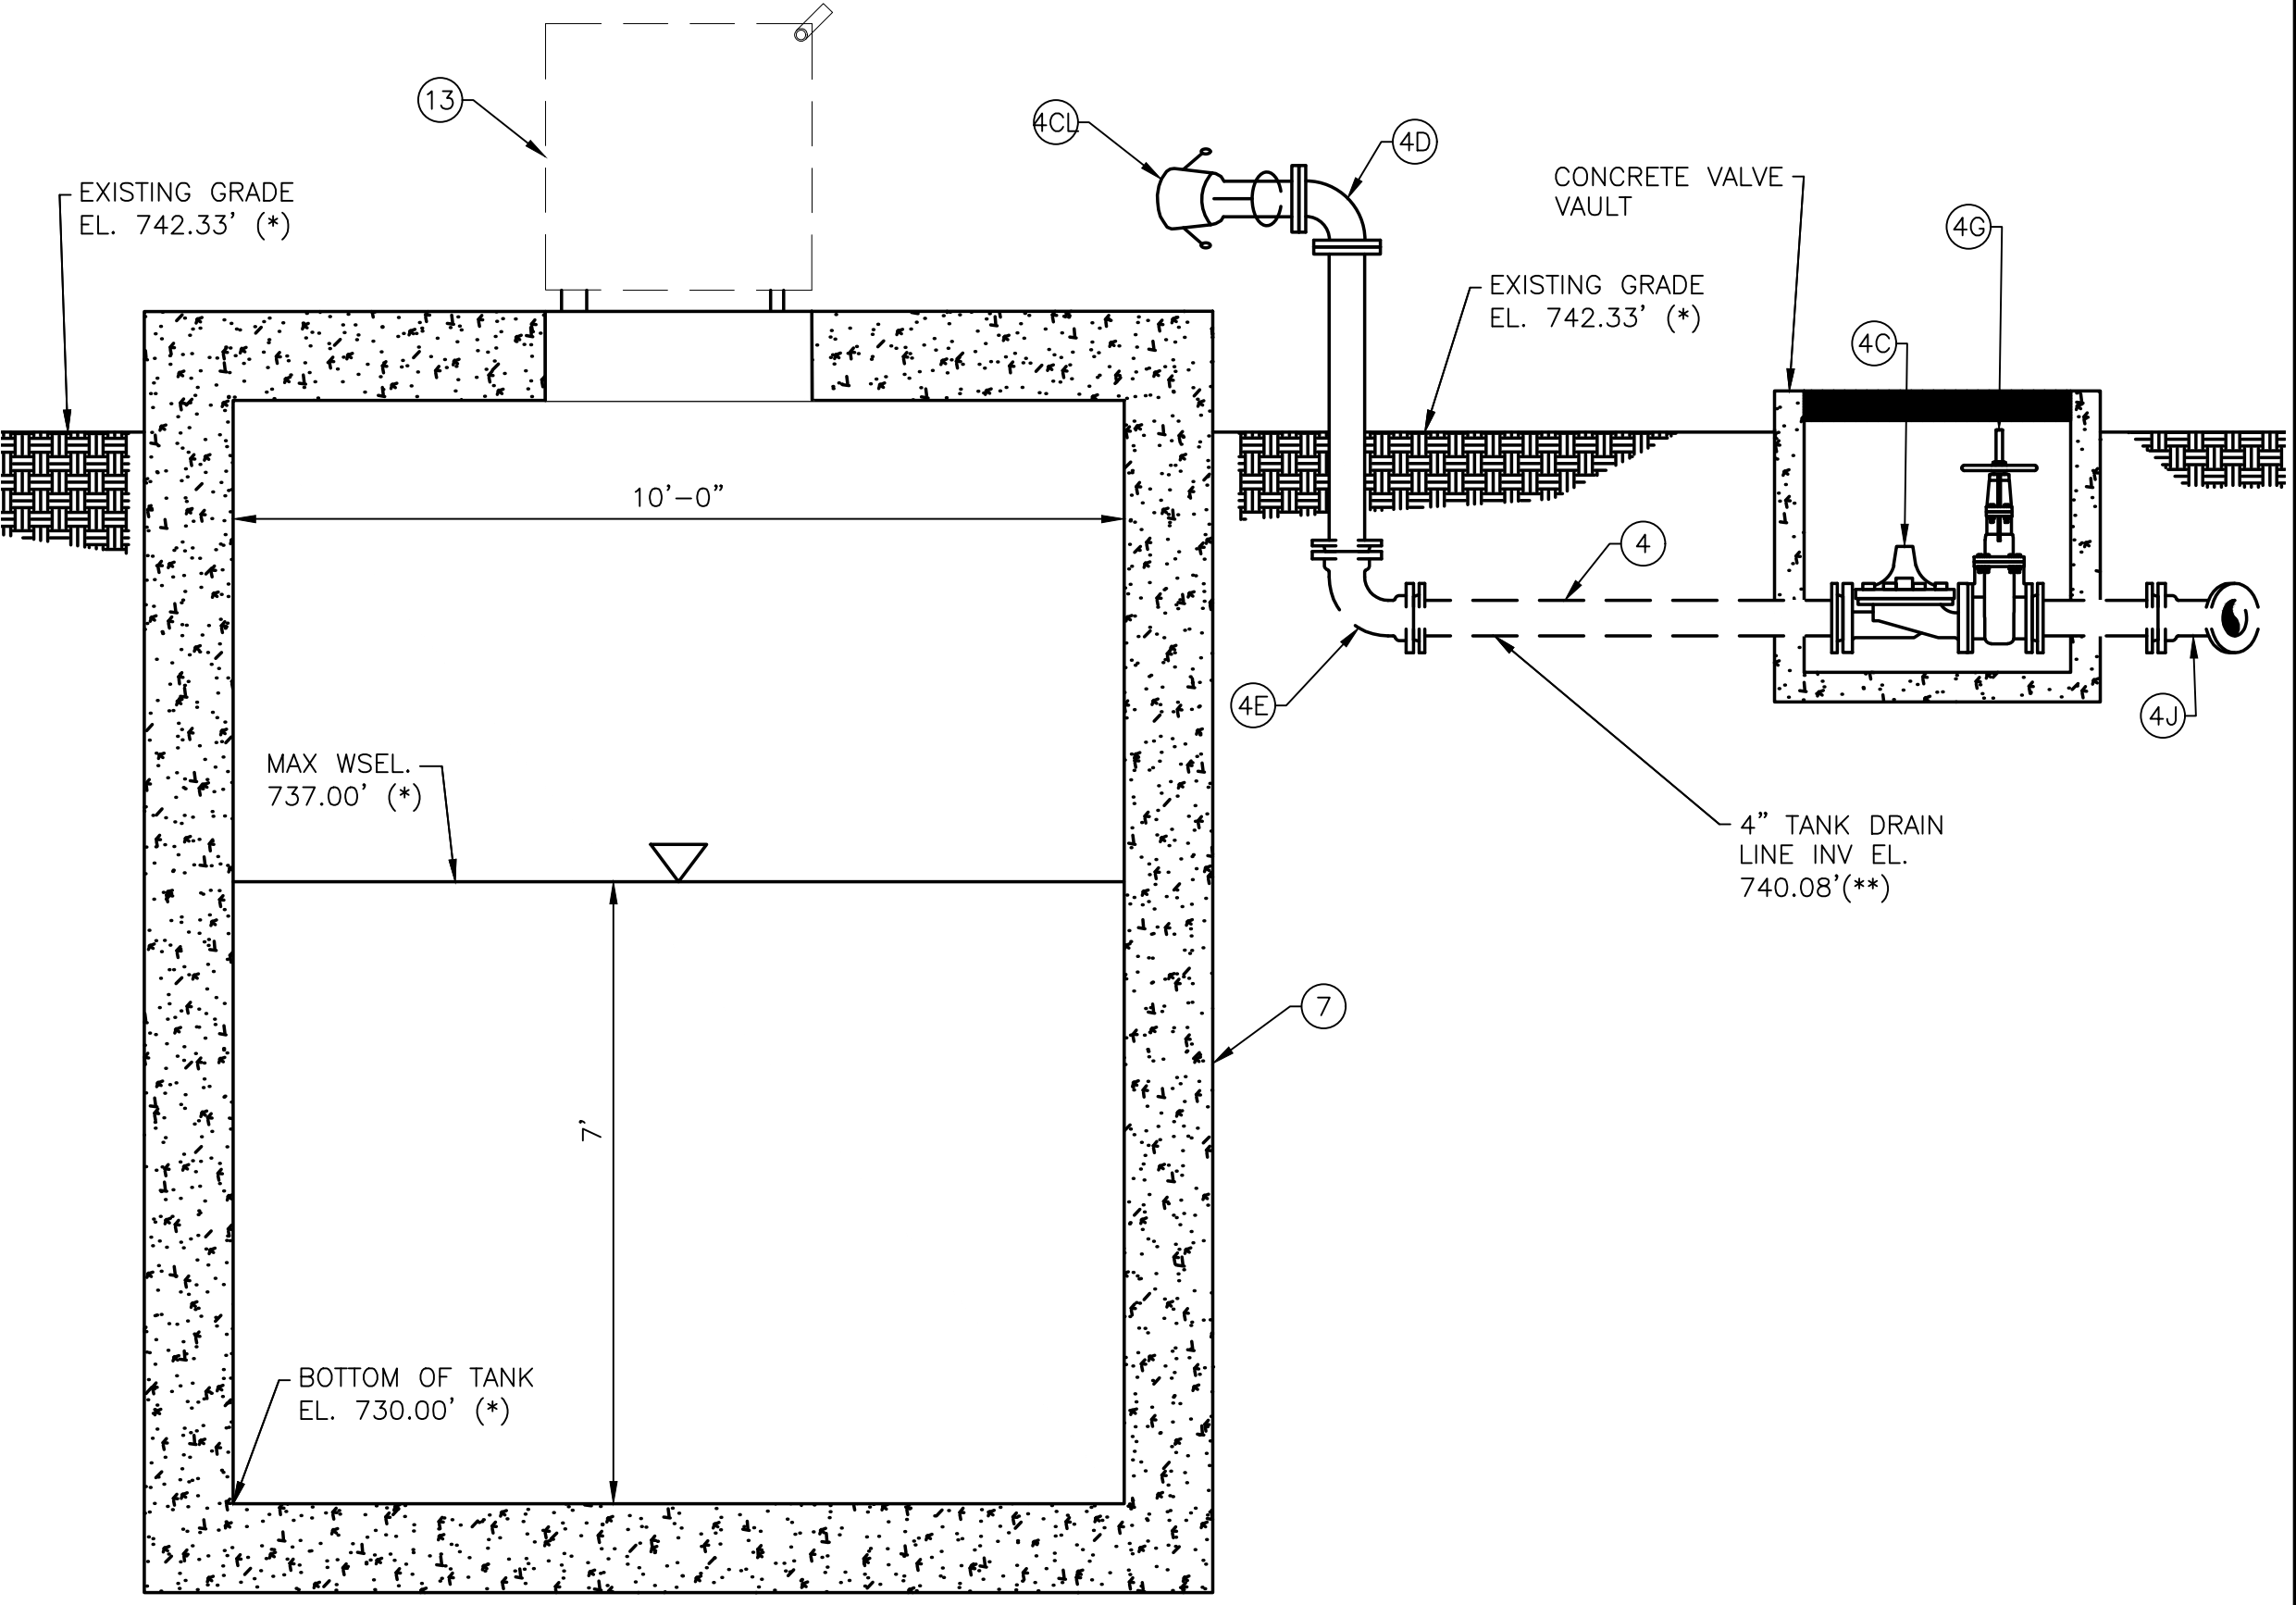 13
4CL
4D
EXISTING GRADE
EL. 742.33' (*)
CONCRETE VALVE
VAULT
4G
EXISTING GRADE
EL. 742.33' (*)
4C
10'-0"
4
4E
4J
MAX WSEL.
737.00' (*)
4" TANK DRAIN
LINE INV EL.
740.08'(**)
7
7'
BOTTOM OF TANK
EL. 730.00' (*)